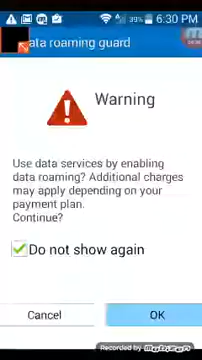 39% 6:30 PM
ata roaming guard
Warning
Use data services by enabling
data roaming? Additional charges
may apply depending on your
payment plan.
Continue?
Do not show again
Cancel
OK
Recorded by